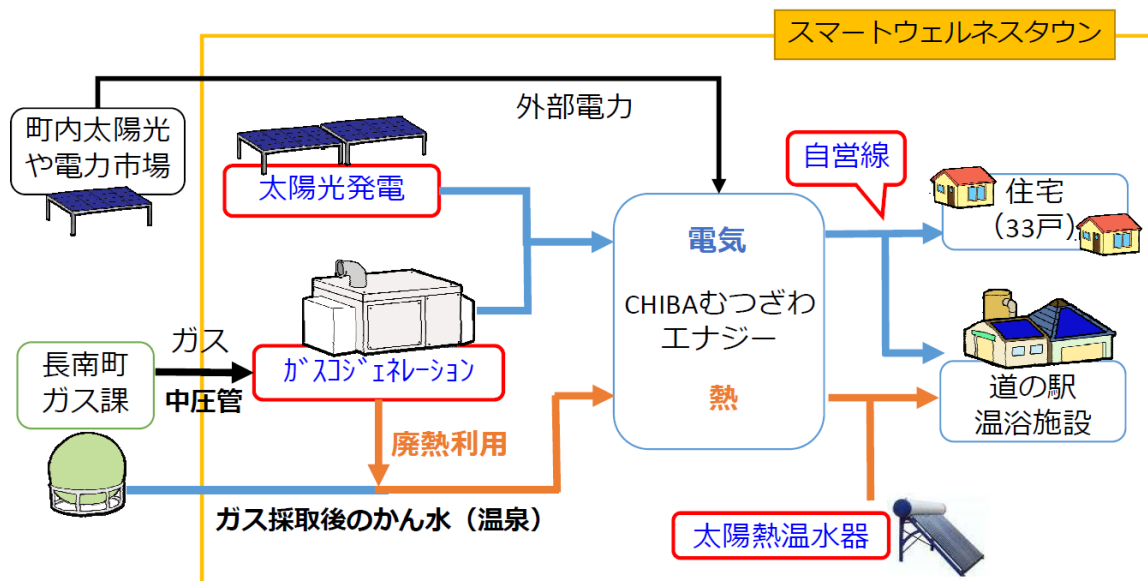 スマートウェルネスタウン
町内太陽光
や電力市場
外部電力
太陽光発電
自営線
住宅
（33戸）
電気
CHIBAむつざわ
エナジー
熱
長南町
ガス課
ガス
中圧管
ｶﾞｽｺｼﾞｪﾈﾚｰｼｮﾝ
廃熱利用
道の駅
温浴施設
ガス採取後のかん水（温泉）
太陽熱温水器